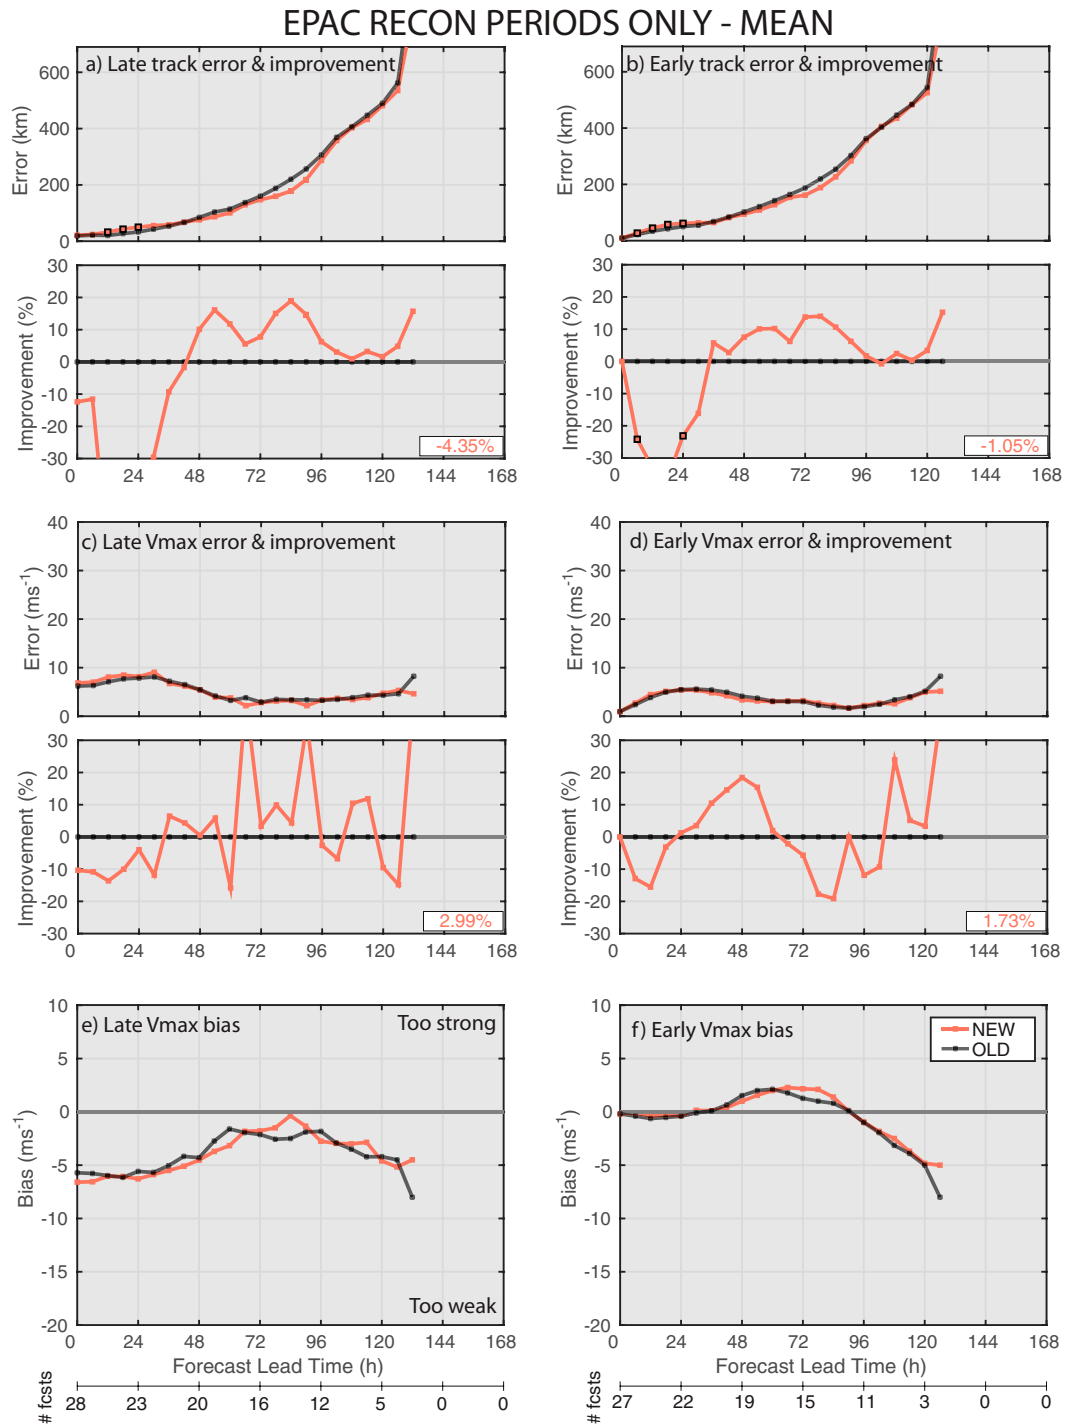 EPAC RECON PERIODS ONLY - MEAN
a) Late track error & improvement
b) Early track error & improvement
600
400
200
0
Error (km)
600
400
200
0
Error (km)
30
20
10
0
-10
-20
-30
Improvement (%)
-4.35%
0 24 48 72 96 120 144 168
30
20
10
0
-10
-20
-30
Improvement (%)
-1.05%
0 24 48 72 96 120 144 168
c) Late Vmax error & improvement
d) Early Vmax error & improvement
40
30
20
10
0
Error (ms-1)
40
30
20
10
0
Error (ms-1)
30
20
10
0
-10
-20
-30
Improvement (%)
2.99%
0 24 48 72 96 120 144 168
30
20
10
0
-10
-20
-30
Improvement (%)
1.73%
0 24 48 72 96 120 144 168
e) Late Vmax bias
Too strong
Too weak
10
5
0
-5
-10
-15
-20
Bias (ms-1)
0 24 48 72 96 120 144 168
Forecast Lead Time (h)
# fcsts
28 23 20 16 12 5 0 0
f) Early Vmax bias
NEW
OLD
10
5
0
-5
-10
-15
-20
Bias (ms-1)
0 24 48 72 96 120 144 168
Forecast Lead Time (h)
# fcsts
27 22 19 15 11 3 0 0